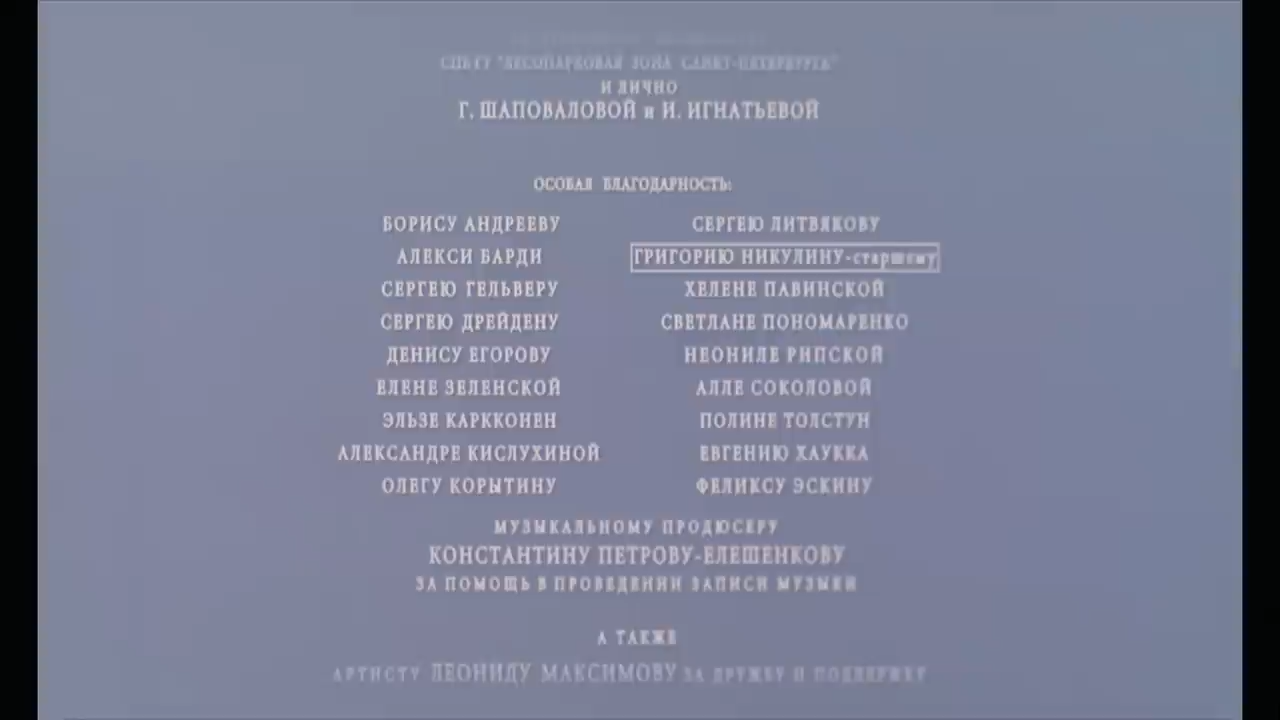 "ЛЕСОПАРКОВАЯ ЗОНА САНКТ-ПЕТЕРБУРГА"
И ЛИЧНО
Г. ШАПОВАЛОВОЙ и И. ИГНАТЬЕВОЙ
ОСОБАЯ БЛАГОДАРНОСТЬ:
БОРИСУ АНДРЕЕВУ
АЛЕКСИ БАРДИ
СЕРГЕЮ ГЕЛЬВЕРУ
СЕРГЕЮ ДРЕЙДЕНУ
ДЕНИСУ ЕГОРОВУ
ЕЛЕНЕ ЗЕЛЕНСКОЙ
ЭЛЬЗЕ КАРККОНЕН
АЛЕКСАНДРЕ КИСЛУХИНОЙ
ОЛЕГУ КОРЫТИНУ
СЕРГЕЮ ЛИТВЯКОВУ
ГРИГОРИЮ НИКУЛИНУ-старшему
ХЕЛЕНЕ ПАВИНСКОЙ
СВЕТЛАНЕ ПОНОМАРЕНКО
НЕОНИЛЕ РИПСКОЙ
АЛЛЕ СОКОЛОВОЙ
ПОЛИНЕ ТОЛСТУН
ЕВГЕНИЮ ХАУККА
ФЕЛИКСУ ЭСКИНУ
МУЗЫКАЛЬНОМУ ПРОДЮСЕРУ
КОНСТАНТИНУ ПЕТРОВУ-ЕЛЕШЕНКОВУ
ЗА ПОМОЩЬ В ПРОВЕДЕНИИ ЗАПИСИ МУЗЫКИ
А ТАКЖЕ
АРТИСТУ ЛЕОНИДУ МАКСИМОВУ ЗА ДРУЖБУ И ПОДДЕРЖКУ